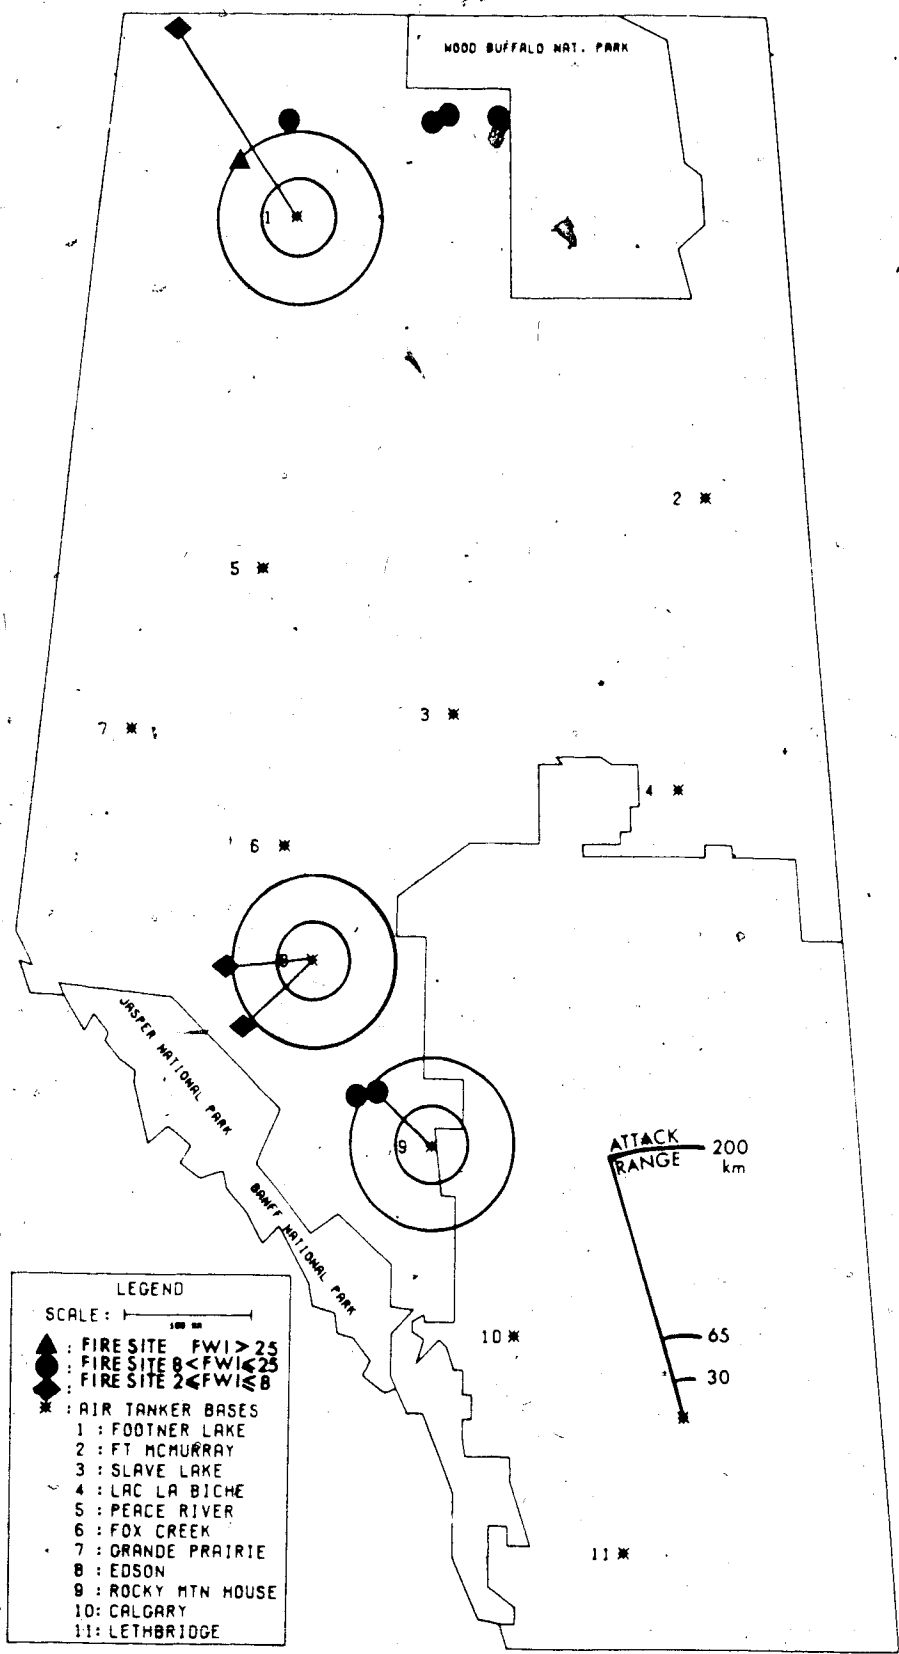 WOOD BUFFALO NAT. PARK
1
2
5
3
7
4
6
8
JASPER NATIONAL PARK
9
ATTACK
RANGE
200
km
BANFF NATIONAL PARK
LEGEND
SCALE:
100 KM
10
65
30
: FIRE SITE FWI > 25
: FIRE SITE 8 < FWI ⩽ 25
: FIRE SITE 2 ⩽ FWI ⩽ 8
: AIR TANKER BASES
1 : FOOTNER LAKE
2 : FT MCMURRAY
3 : SLAVE LAKE
4 : LAC LA BICHE
5 : PEACE RIVER
6 : FOX CREEK
7 : GRANDE PRAIRIE
8 : EDSON
9 : ROCKY MTN HOUSE
10: CALGARY
11: LETHBRIDGE
11